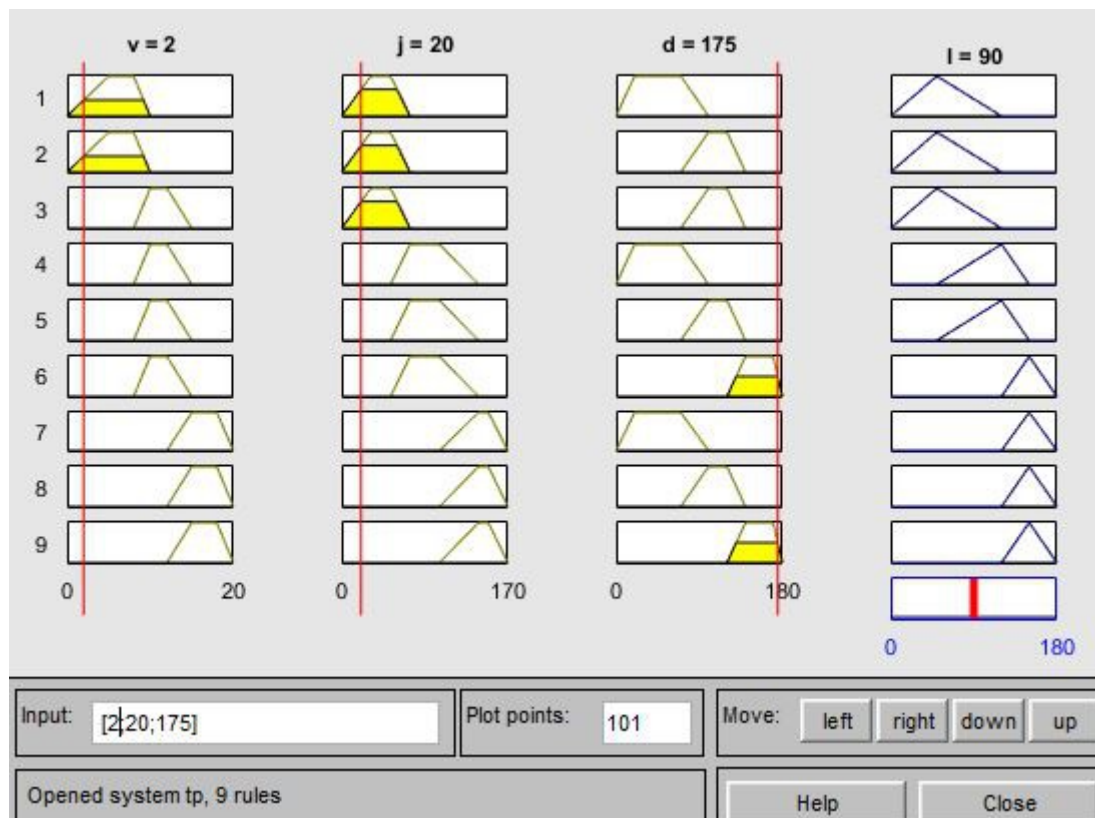 v = 2 j = 20 d = 175 l = 90
1
2
3
4
5
6
7
8
9
0 20 0 170 0 180
0 180
Input: [2;20;175] Plot points: 101 Move: left right down up
Opened system tp, 9 rules Help Close